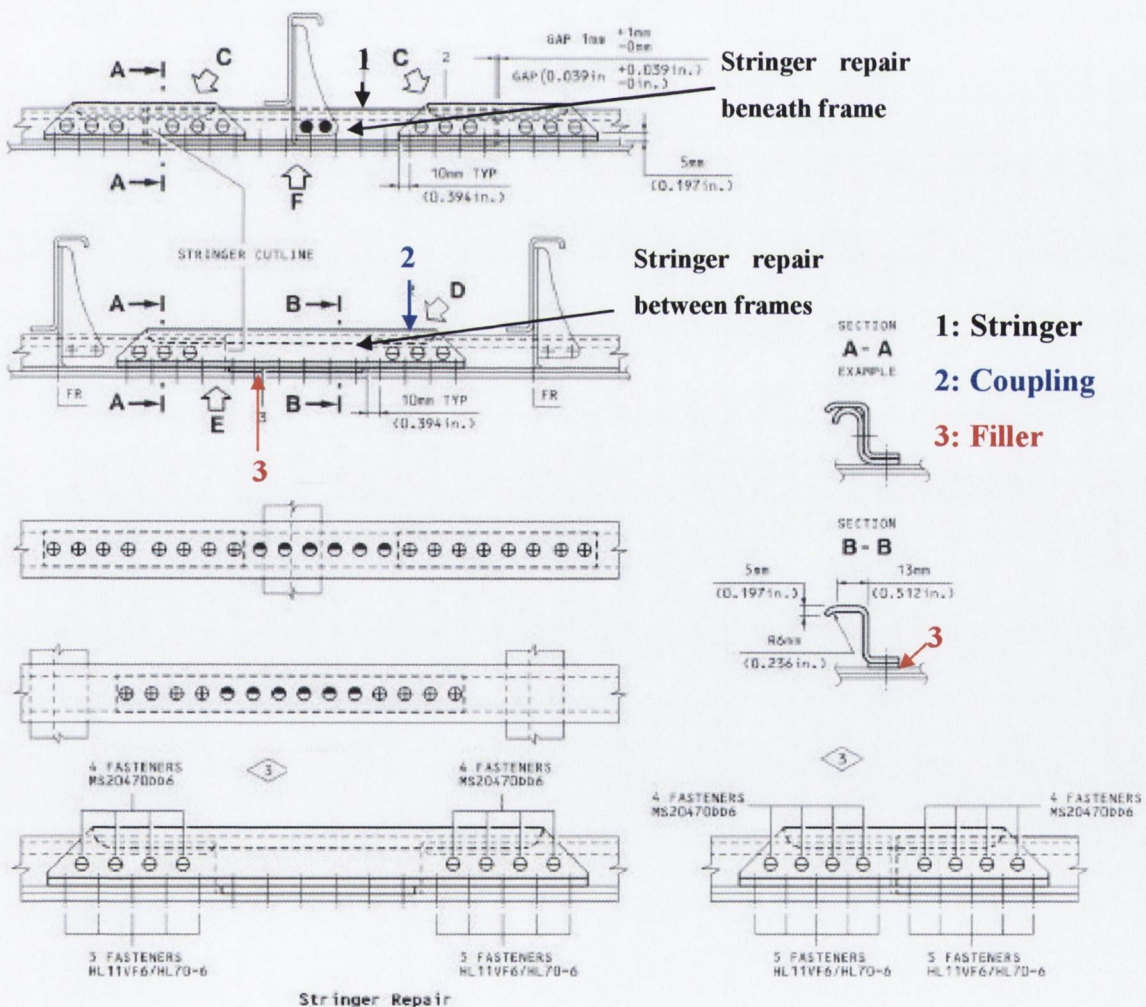 GAP 1mm +1mm -0mm
GAP(0.039in +0.039in. -0in.)
Stringer repair
beneath frame
A
C
1
C
2
A
F
10mm TYP
(0.394in.)
5mm
(0.197in.)
STRINGER CUTLINE
2
D
Stringer repair
between frames
A
B
FR
A
E
3
B
10mm TYP
(0.394in.)
FR
3
SECTION
A-A
EXAMPLE
1: Stringer
2: Coupling
3: Filler
SECTION
B-B
5mm
(0.197in.)
13mm
(0.512in.)
R6mm
(0.236in.)
3
4 FASTENERS
MS20470DD6
3
4 FASTENERS
MS20470DD6
5 FASTENERS
HL11VF6/HL70-6
5 FASTENERS
HL11VF6/HL70-6
3
4 FASTENERS
MS20470DD6
4 FASTENERS
MS20470DD6
5 FASTENERS
HL11VF6/HL70-6
5 FASTENERS
HL11VF6/HL70-6
Stringer Repair